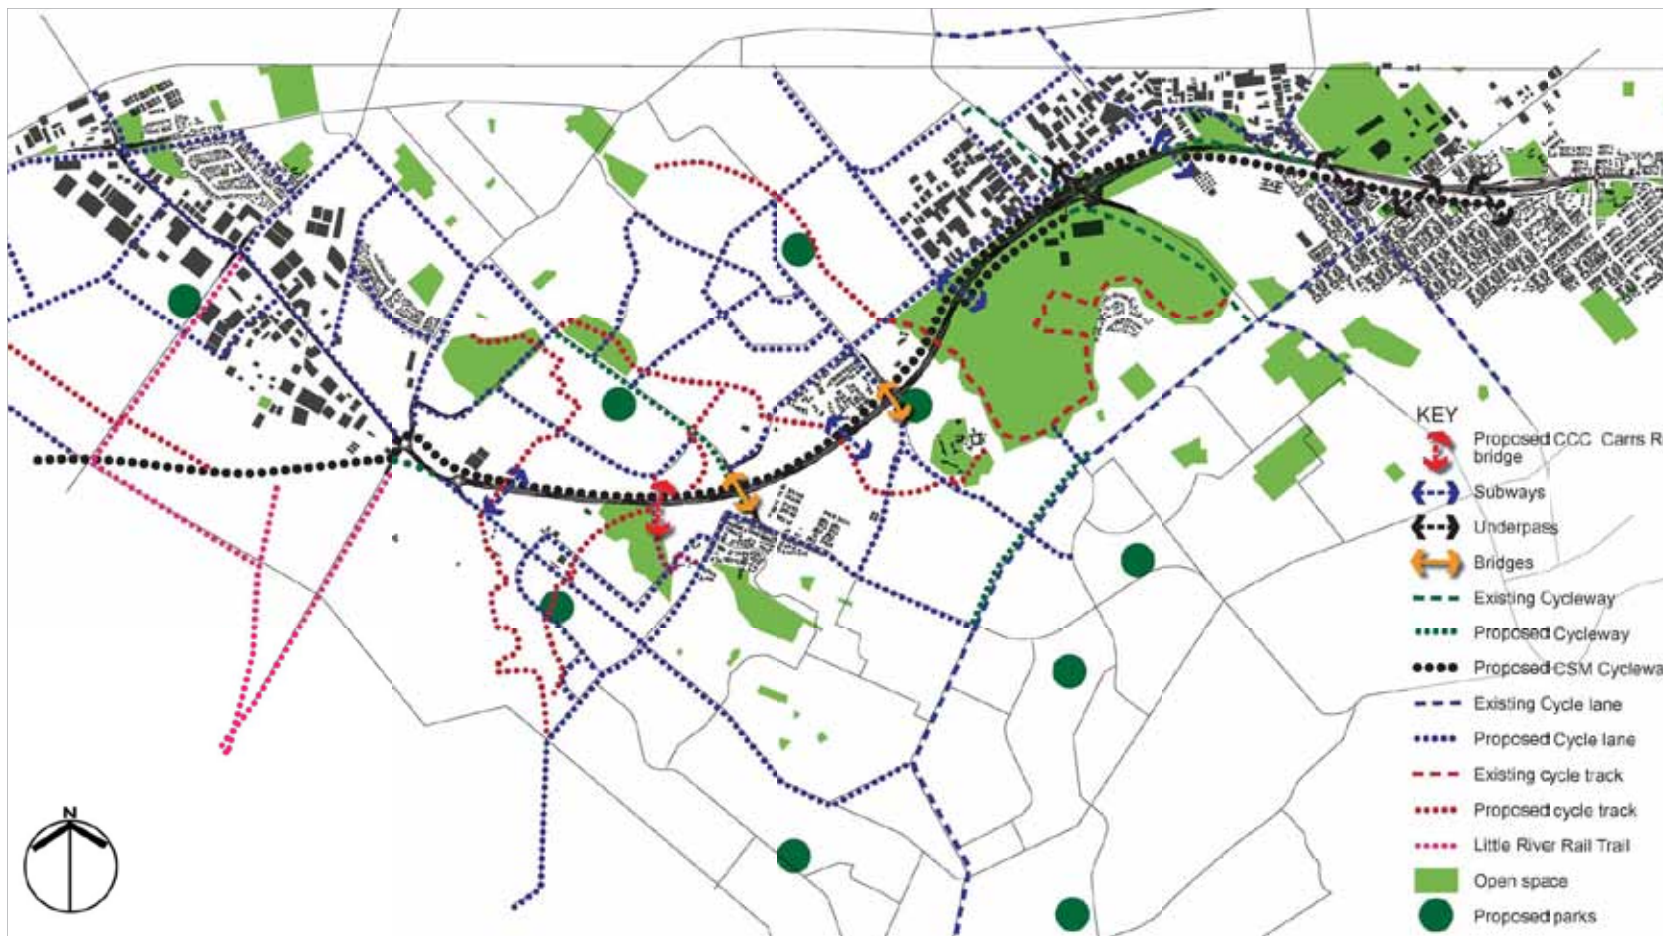 KEY
Proposed CCC Carrs R
bridge
Subways
Underpass
Bridges
Existing Cycleway
Proposed Cycleway
Proposed CSM Cyclewa
Existing Cycle lane
Proposed Cycle lane
Existing cycle track
Proposed cycle track
Little River Rail Trail
Open space
Proposed parks
N